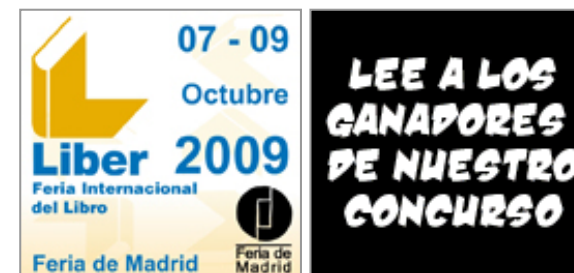 07 - 09
Octubre
Liber 2009
Feria Internacional
del Libro
Feria de Madrid
Feria de
Madrid
LEE A LOS
GANADORES
DE NUESTRO
CONCURSO